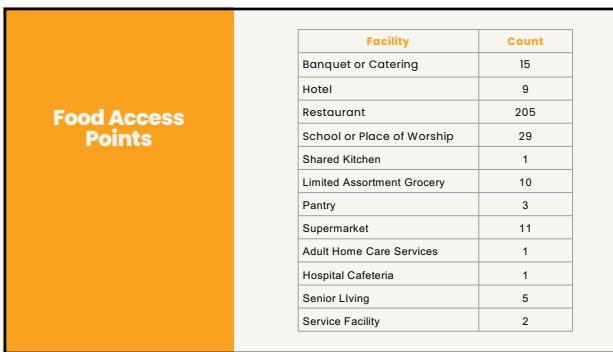 Food Access
Points
Facility Count
Banquet or Catering 15
Hotel 9
Restaurant 205
School or Place of Worship 29
Shared Kitchen 1
Limited Assortment Grocery 10
Pantry 3
Supermarket 11
Adult Home Care Services 1
Hospital Cafeteria 1
Senior LIving 5
Service Facility 2